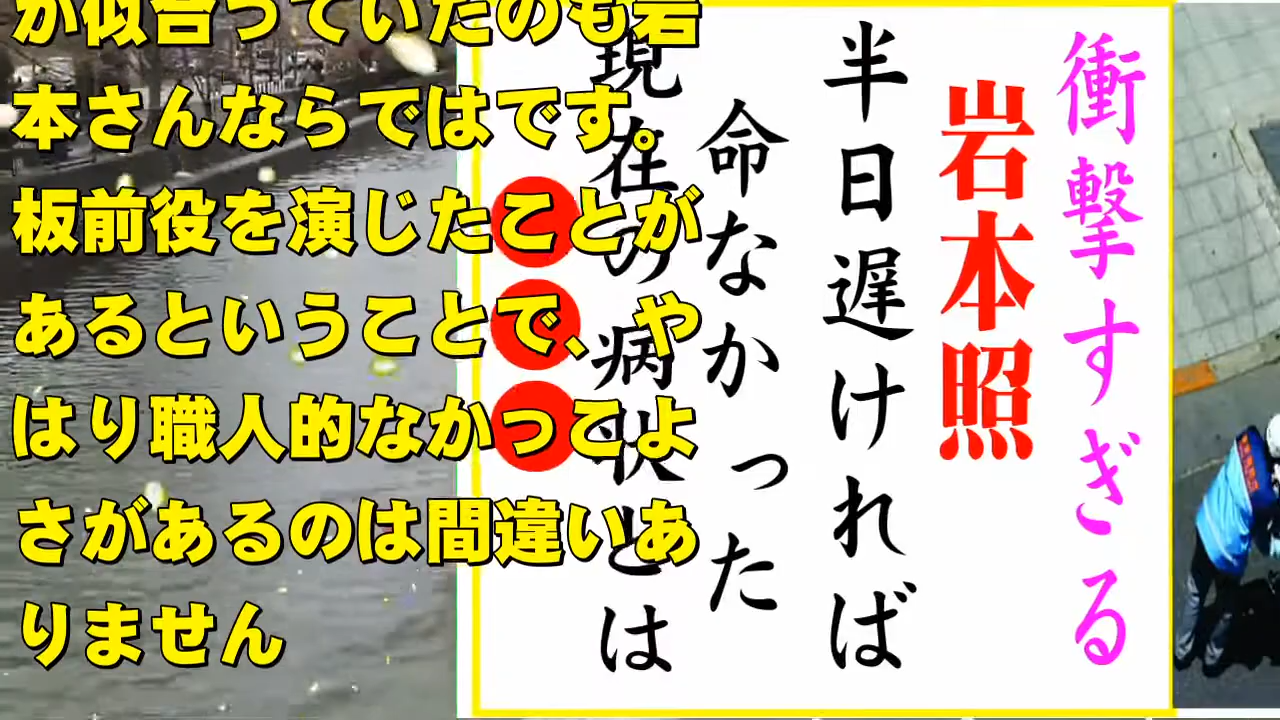 が似合っていたのも岩
本さんならではです。
板前役を演じたことが
あるということで、や
はり職人的なかっこよ
さがあるのは間違いあ
りません
衝撃すぎる
岩本照
半日遅ければ
命なかった
現在の病状とは